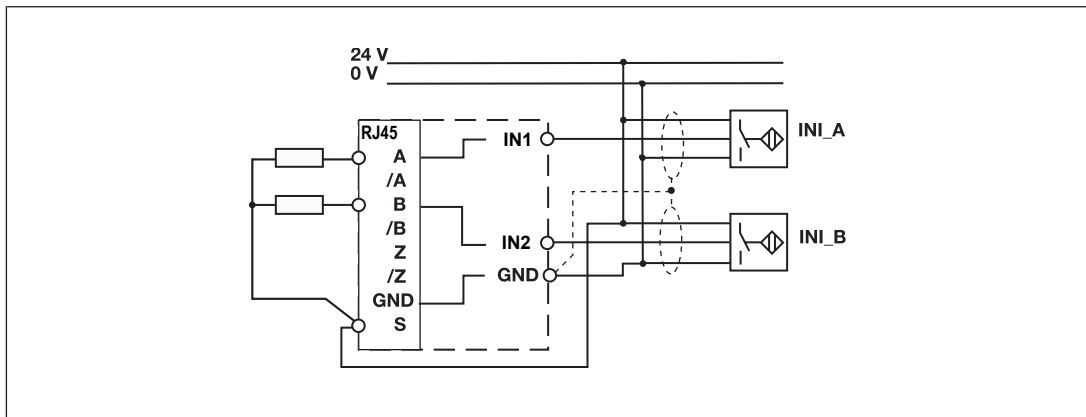 24 V
0 V
RJ45
A
/A
B
/B
Z
/Z
GND
S
IN1
IN2
GND
INI_A
INI_B